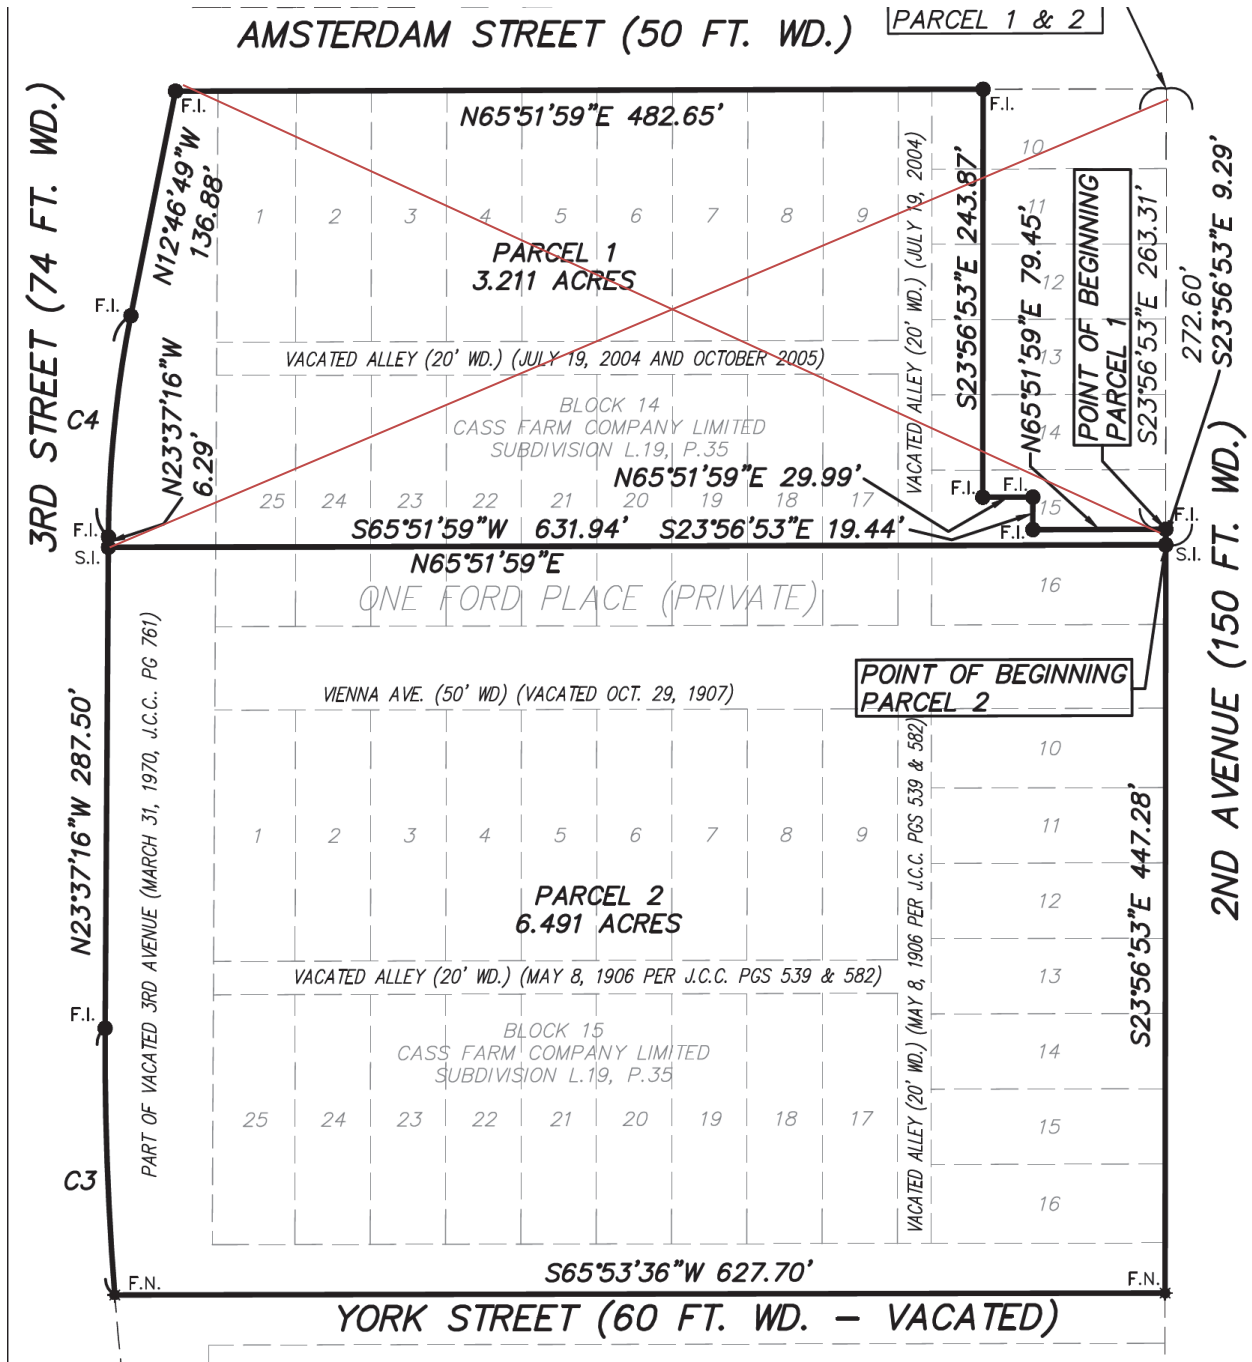 AMSTERDAM STREET (50 FT. WD.)
PARCEL 1 & 2
3RD STREET (74 FT. WD.)
F.I.
F.I.
N65°51'59"E 482.65'
N12°46'49"W
136.88'
10
1
2
3
4
5
6
7
8
9
11
12
13
14
15
PARCEL 1
3.211 ACRES
VACATED ALLEY (20' WD.) (JULY 19, 2004)
S23°56'53"E 243.87'
N65°51'59"E 79.45'
POINT OF BEGINNING
PARCEL 1
S23°56'53"E 263.31'
272.60'
S23°56'53"E 9.29'
F.I.
VACATED ALLEY (20' WD.) (JULY 19, 2004 AND OCTOBER 2005)
C4
N23°37'16"W
6.29'
BLOCK 14
CASS FARM COMPANY LIMITED
SUBDIVISION L.19, P.35
N65°51'59"E 29.99'
25
24
23
22
21
20
19
18
17
F.I.
F.I.
F.I.
F.I.
F.I.
S.I.
S.I.
S65°51'59"W 631.94'
S23°56'53"E 19.44'
N65°51'59"E
ONE FORD PLACE (PRIVATE)
16
2ND AVENUE (150 FT. WD.)
POINT OF BEGINNING
PARCEL 2
VIENNA AVE. (50' WD) (VACATED OCT. 29, 1907)
N23°37'16"W 287.50'
PART OF VACATED 3RD AVENUE (MARCH 31, 1970, J.C.C. PG 761)
10
1
2
3
4
5
6
7
8
9
11
12
13
14
15
16
PARCEL 2
6.491 ACRES
VACATED ALLEY (20' WD.) (MAY 8, 1906 PER J.C.C. PGS 539 & 582)
S23°56'53"E 447.28'
VACATED ALLEY (20' WD.) (MAY 8, 1906 PER J.C.C. PGS 539 & 582)
F.I.
BLOCK 15
CASS FARM COMPANY LIMITED
SUBDIVISION L.19, P.35
25
24
23
22
21
20
19
18
17
C3
F.N.
S65°53'36"W 627.70'
F.N.
YORK STREET (60 FT. WD. – VACATED)